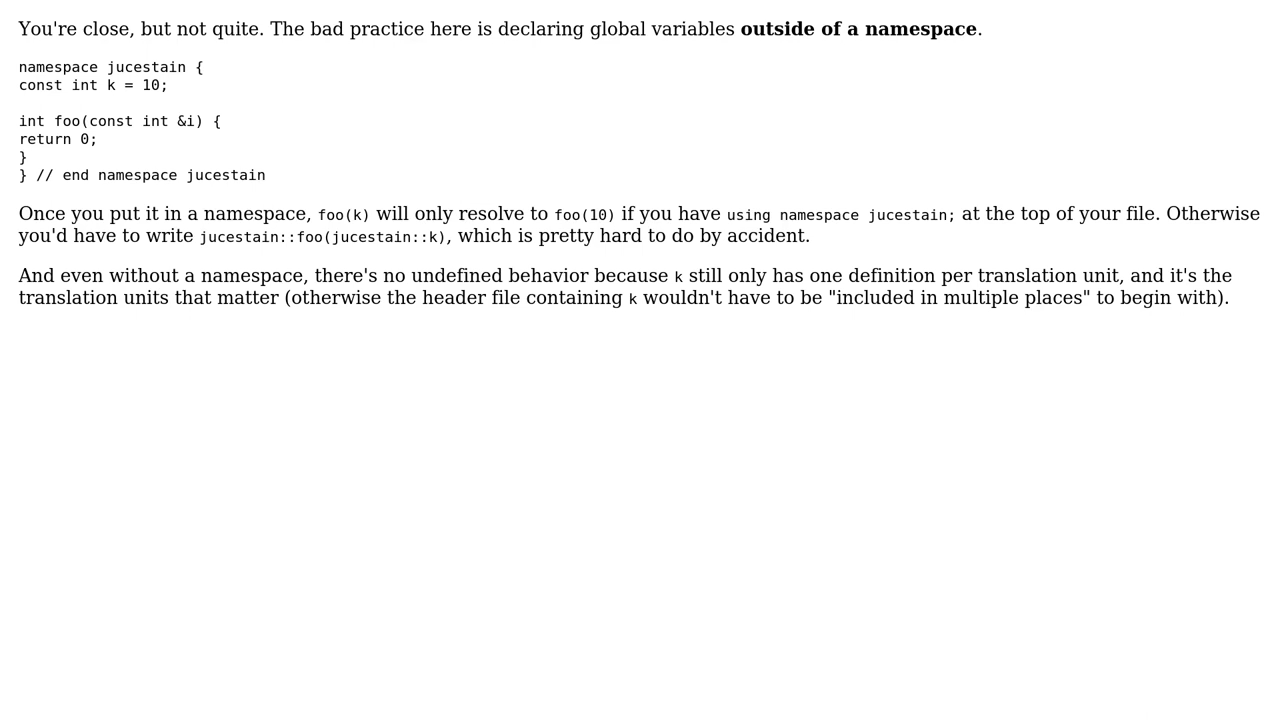 You're close, but not quite. The bad practice here is declaring global variables outside of a namespace.
namespace jucestain {
const int k = 10;
int foo(const int &i) {
return 0;
}
} // end namespace jucestain
Once you put it in a namespace, foo(k) will only resolve to foo(10) if you have using namespace jucestain; at the top of your file. Otherwise
you'd have to write jucestain::foo(jucestain::k), which is pretty hard to do by accident.
And even without a namespace, there's no undefined behavior because k still only has one definition per translation unit, and it's the
translation units that matter (otherwise the header file containing k wouldn't have to be "included in multiple places" to begin with).